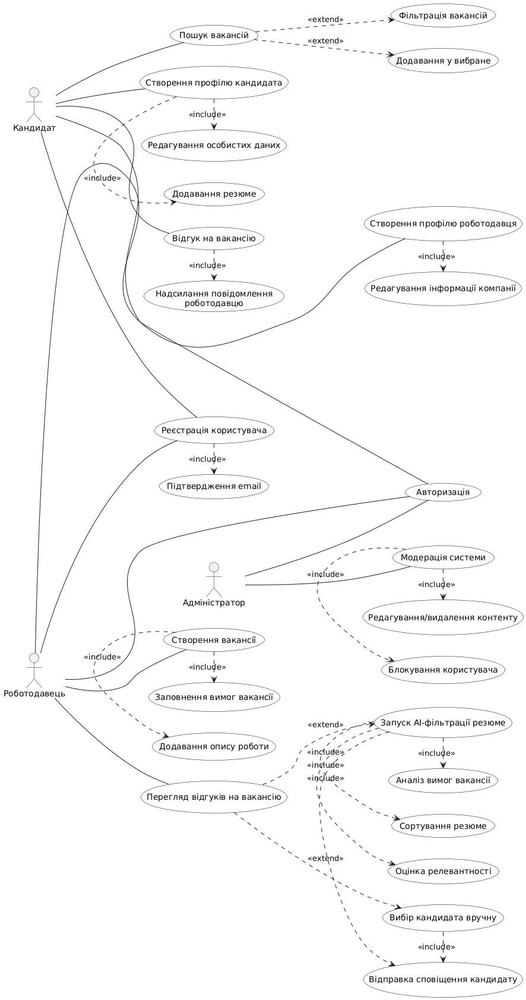 Фільтрація вакансій
«extend»
Пошук вакансій
«extend»
Додавання у вибране
Створення профілю кандидата
Кандидат
«include»
Редагування особистих даних
«include»
Додавання резюме
Створення профілю роботодавця
Відгук на вакансію
«include»
«include»
Редагування інформації компанії
Надсилання повідомлення
роботодавцю
Реєстрація користувача
«include»
Підтвердження email
Авторизація
Модерація системи
«include»
«include»
Адміністратор
Редагування/видалення контенту
Створення вакансії
«include»
«include»
Блокування користувача
Роботодавець
Заповнення вимог вакансії
Запуск AI-фільтрації резюме
«extend»
Додавання опису роботи
«include»
«include»
«include»
«include»
Аналіз вимог вакансії
Перегляд відгуків на вакансію
Сортування резюме
«extend»
Оцінка релевантності
Вибір кандидата вручну
«include»
Відправка сповіщення кандидату